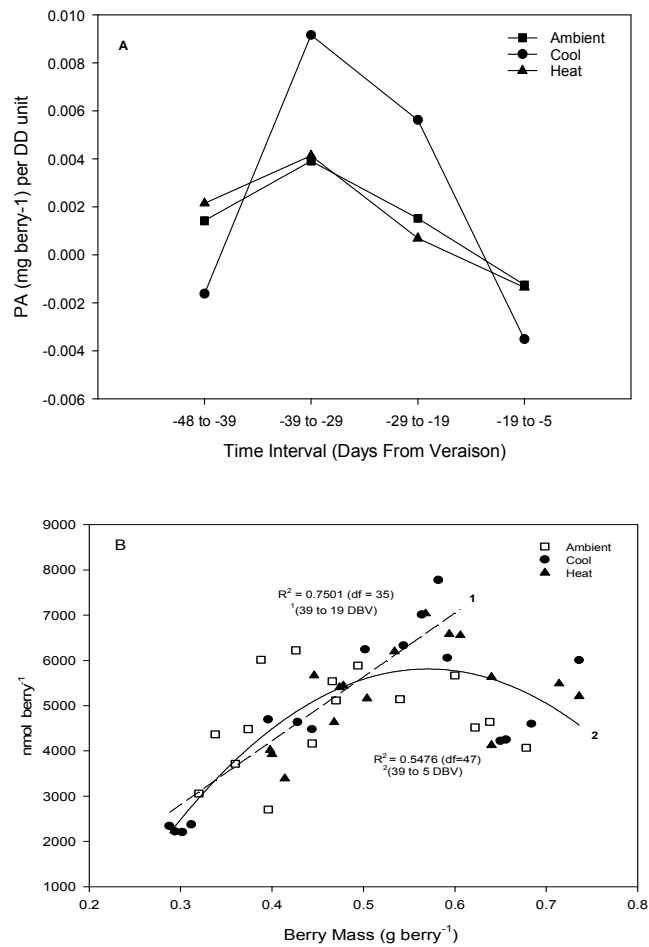 A
Ambient
Cool
Heat
0.010
0.008
0.006
0.004
0.002
0.000
-0.002
-0.004
-0.006
PA (mg berry-1) per DD unit
-48 to -39
-39 to -29
-29 to -19
-19 to -5
Time Interval (Days From Veraison)
B
Ambient
Cool
Heat
R² = 0.7501 (df = 35)
¹(39 to 19 DBV)
1
R² = 0.5476 (df=47)
²(39 to 5 DBV)
2
9000
8000
7000
6000
5000
4000
3000
2000
1000
nmol berry⁻¹
0.2
0.3
0.4
0.5
0.6
0.7
0.8
Berry Mass (g berry⁻¹)